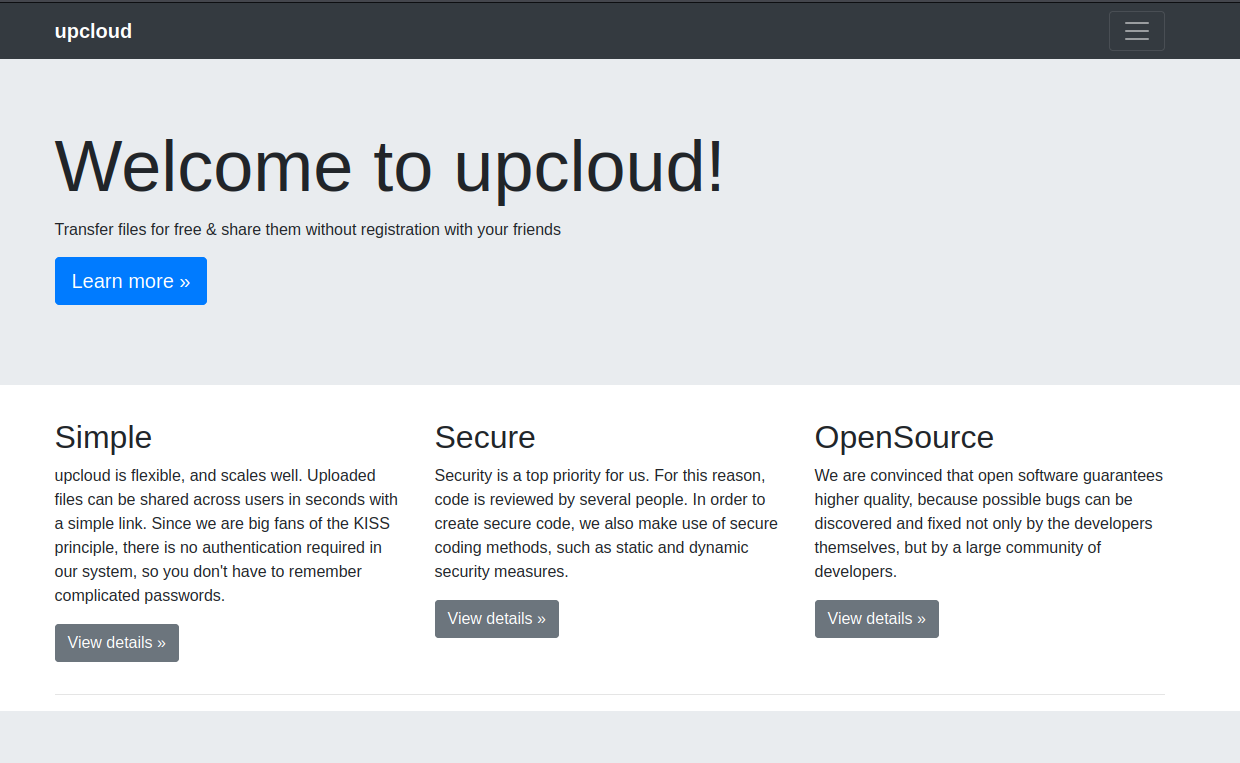 upcloud
Welcome to upcloud!
Transfer files for free & share them without registration with your friends
Learn more »
Simple
upcloud is flexible, and scales well. Uploaded
files can be shared across users in seconds with
a simple link. Since we are big fans of the KISS
principle, there is no authentication required in
our system, so you don't have to remember
complicated passwords.
View details »
Secure
Security is a top priority for us. For this reason,
code is reviewed by several people. In order to
create secure code, we also make use of secure
coding methods, such as static and dynamic
security measures.
View details »
OpenSource
We are convinced that open software guarantees
higher quality, because possible bugs can be
discovered and fixed not only by the developers
themselves, but by a large community of
developers.
View details »